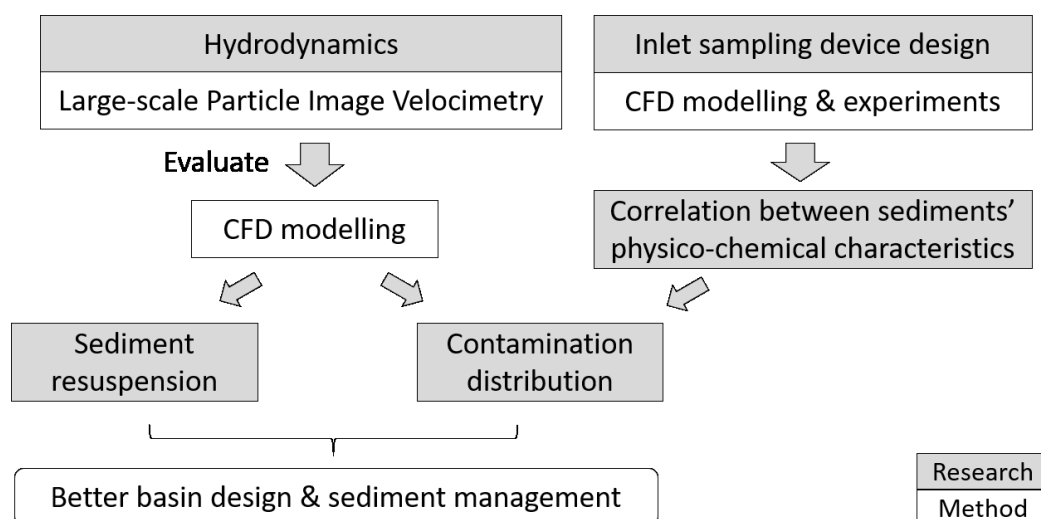 Hydrodynamics
Large-scale Particle Image Velocimetry
Inlet sampling device design
CFD modelling & experiments
Evaluate
CFD modelling
Correlation between sediments’
physico-chemical characteristics
Sediment
resuspension
Contamination
distribution
Better basin design & sediment management
Research
Method